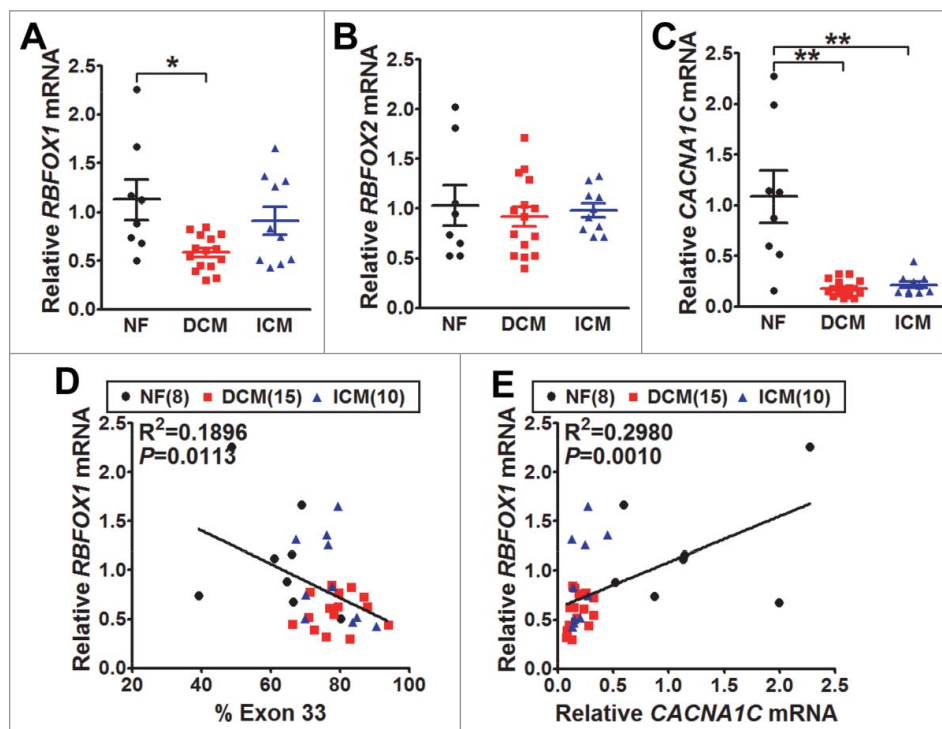 A
Relative RBFOX1 mRNA
*
2.5
2.0
1.5
1.0
0.5
0.0
NF DCM ICM
B
Relative RBFOX2 mRNA
2.5
2.0
1.5
1.0
0.5
0.0
NF DCM ICM
C
Relative CACNA1C mRNA
**
**
2.5
2.0
1.5
1.0
0.5
0.0
NF DCM ICM
D
NF(8) DCM(15) ICM(10)
R²=0.1896
P=0.0113
Relative RBFOX1 mRNA
2.5
2.0
1.5
1.0
0.5
0.0
20 40 60 80 100
% Exon 33
E
NF(8) DCM(15) ICM(10)
R²=0.2980
P=0.0010
Relative RBFOX1 mRNA
2.5
2.0
1.5
1.0
0.5
0.0
0.0 0.5 1.0 1.5 2.0 2.5
Relative CACNA1C mRNA